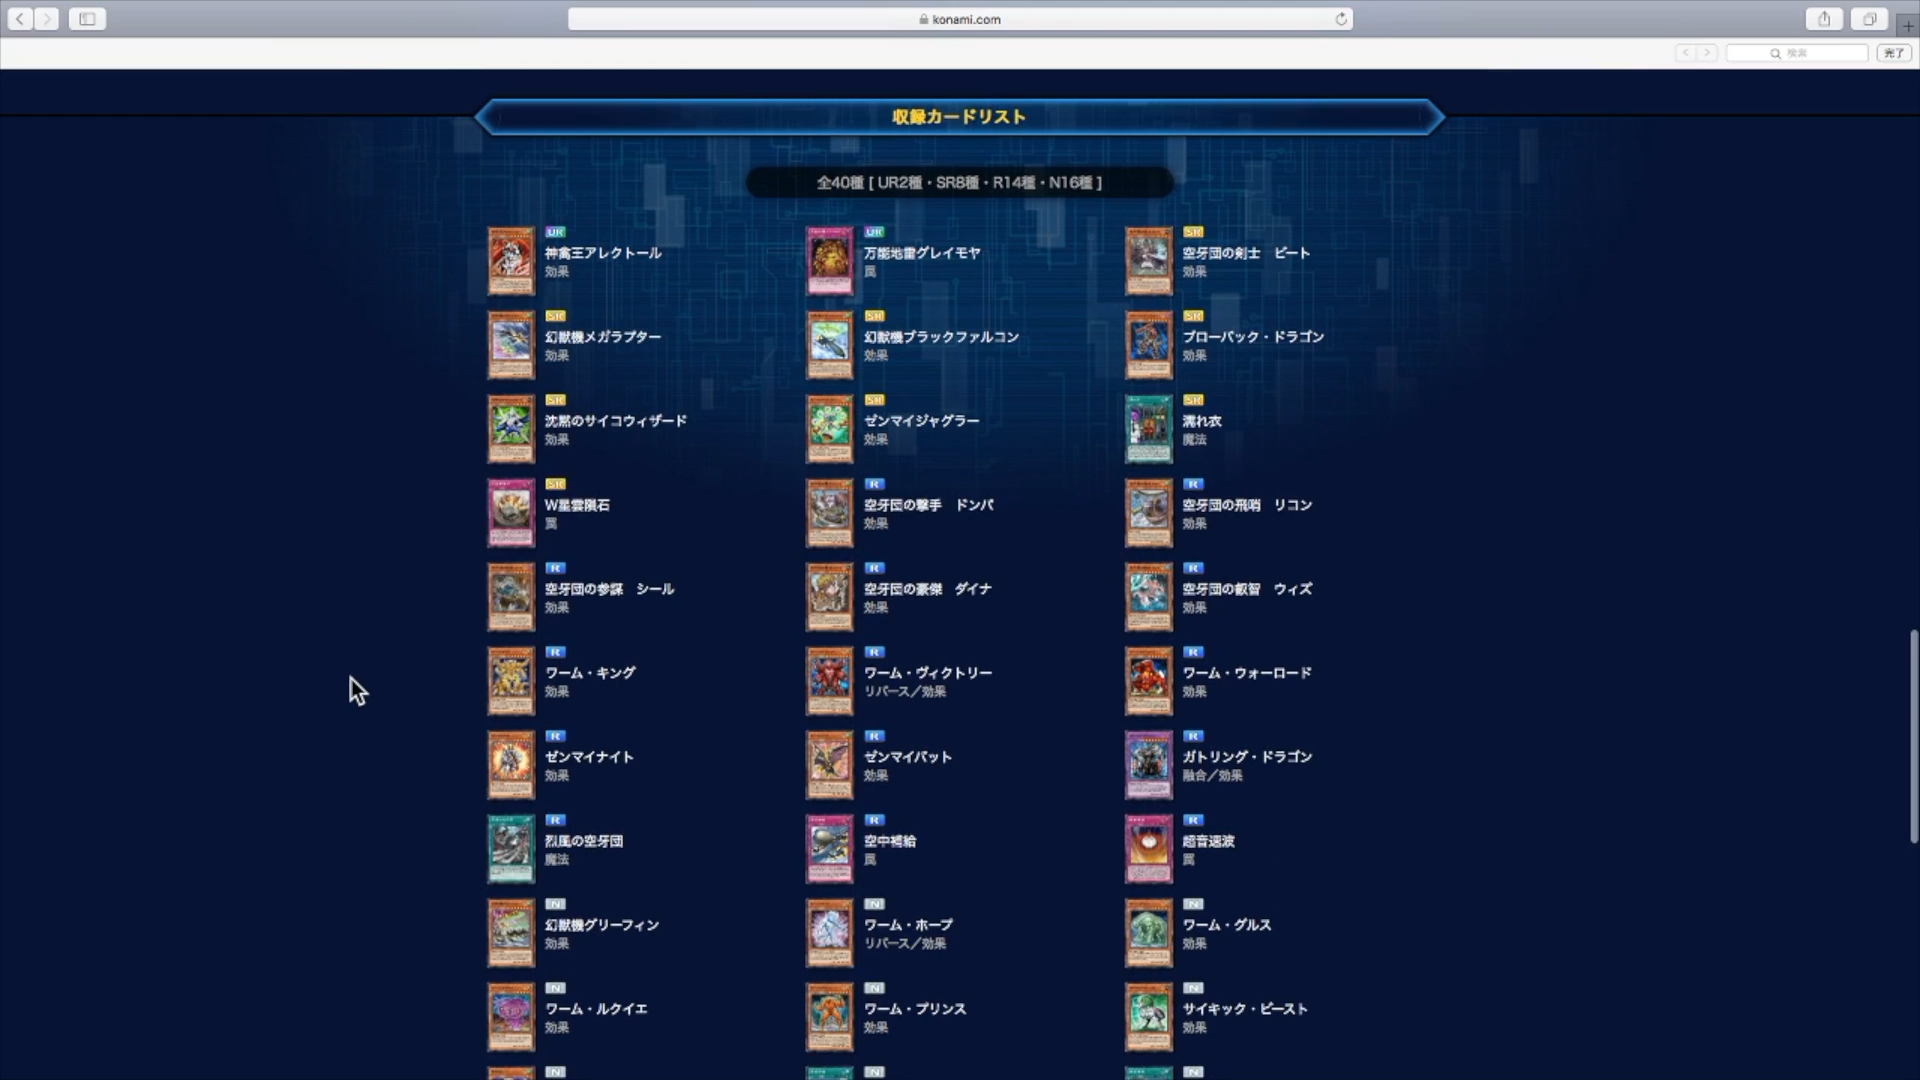 konami.com
検索
完了
収録カードリスト
全40種 [ UR2種・SR8種・R14種・N16種 ]
UR
神禽王アレクトール
効果
UR
万能地雷グレイモヤ
罠
SR
空牙団の剣士　ビート
効果
SR
幻獣機メガラプター
効果
SR
幻獣機ブラックファルコン
効果
SR
ブローバック・ドラゴン
効果
SR
沈黙のサイコウィザード
効果
SR
ゼンマイジャグラー
効果
SR
濡れ衣
魔法
SR
W星雲隕石
罠
R
空牙団の撃手　ドンパ
効果
R
空牙団の飛哨　リコン
効果
R
空牙団の参謀　シール
効果
R
空牙団の豪傑　ダイナ
効果
R
空牙団の叡智　ウィズ
効果
R
ワーム・キング
効果
R
ワーム・ヴィクトリー
リバース／効果
R
ワーム・ウォーロード
効果
R
ゼンマイナイト
効果
R
ゼンマイバット
効果
R
ガトリング・ドラゴン
融合／効果
R
烈風の空牙団
魔法
R
空中補給
罠
R
超音速波
罠
N
幻獣機グリーフィン
効果
N
ワーム・ホープ
リバース／効果
N
ワーム・グルス
効果
N
ワーム・ルクイエ
効果
N
ワーム・プリンス
効果
N
サイキック・ビースト
効果
N
N
N